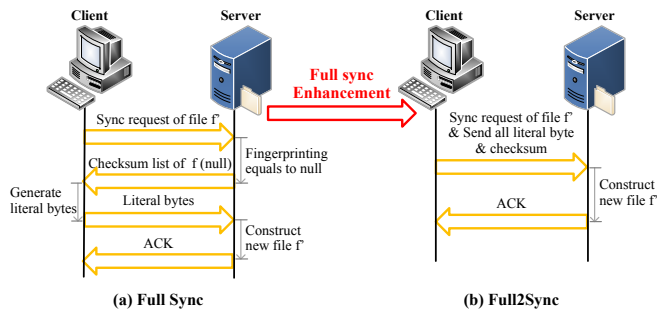 Client
Server
Sync request of file f'
Checksum list of f (null)
Fingerprinting
equals to null
Generate
literal bytes
Literal bytes
Construct
new file f'
ACK
(a) Full Sync
Full sync
Enhancement
Client
Server
Sync request of file f'
& Send all literal byte
& checksum
Construct
new file f'
ACK
(b) Full2Sync